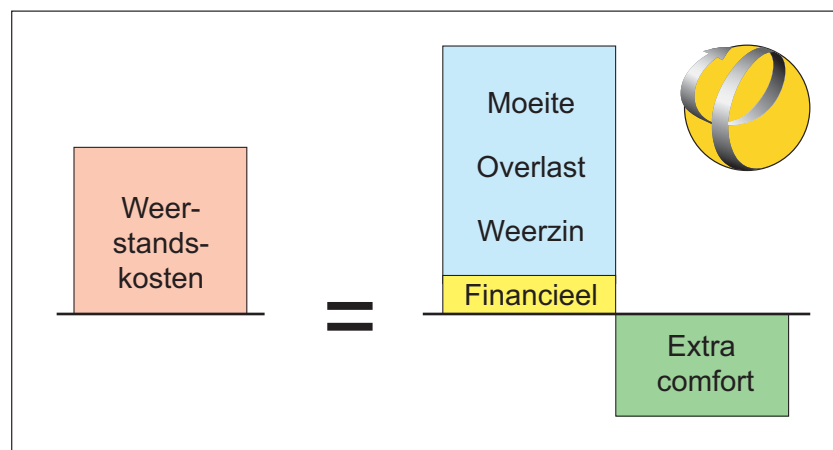 Weer-
stands-
kosten
=
Moeite
Overlast
Weerzin
Financieel
Extra
comfort